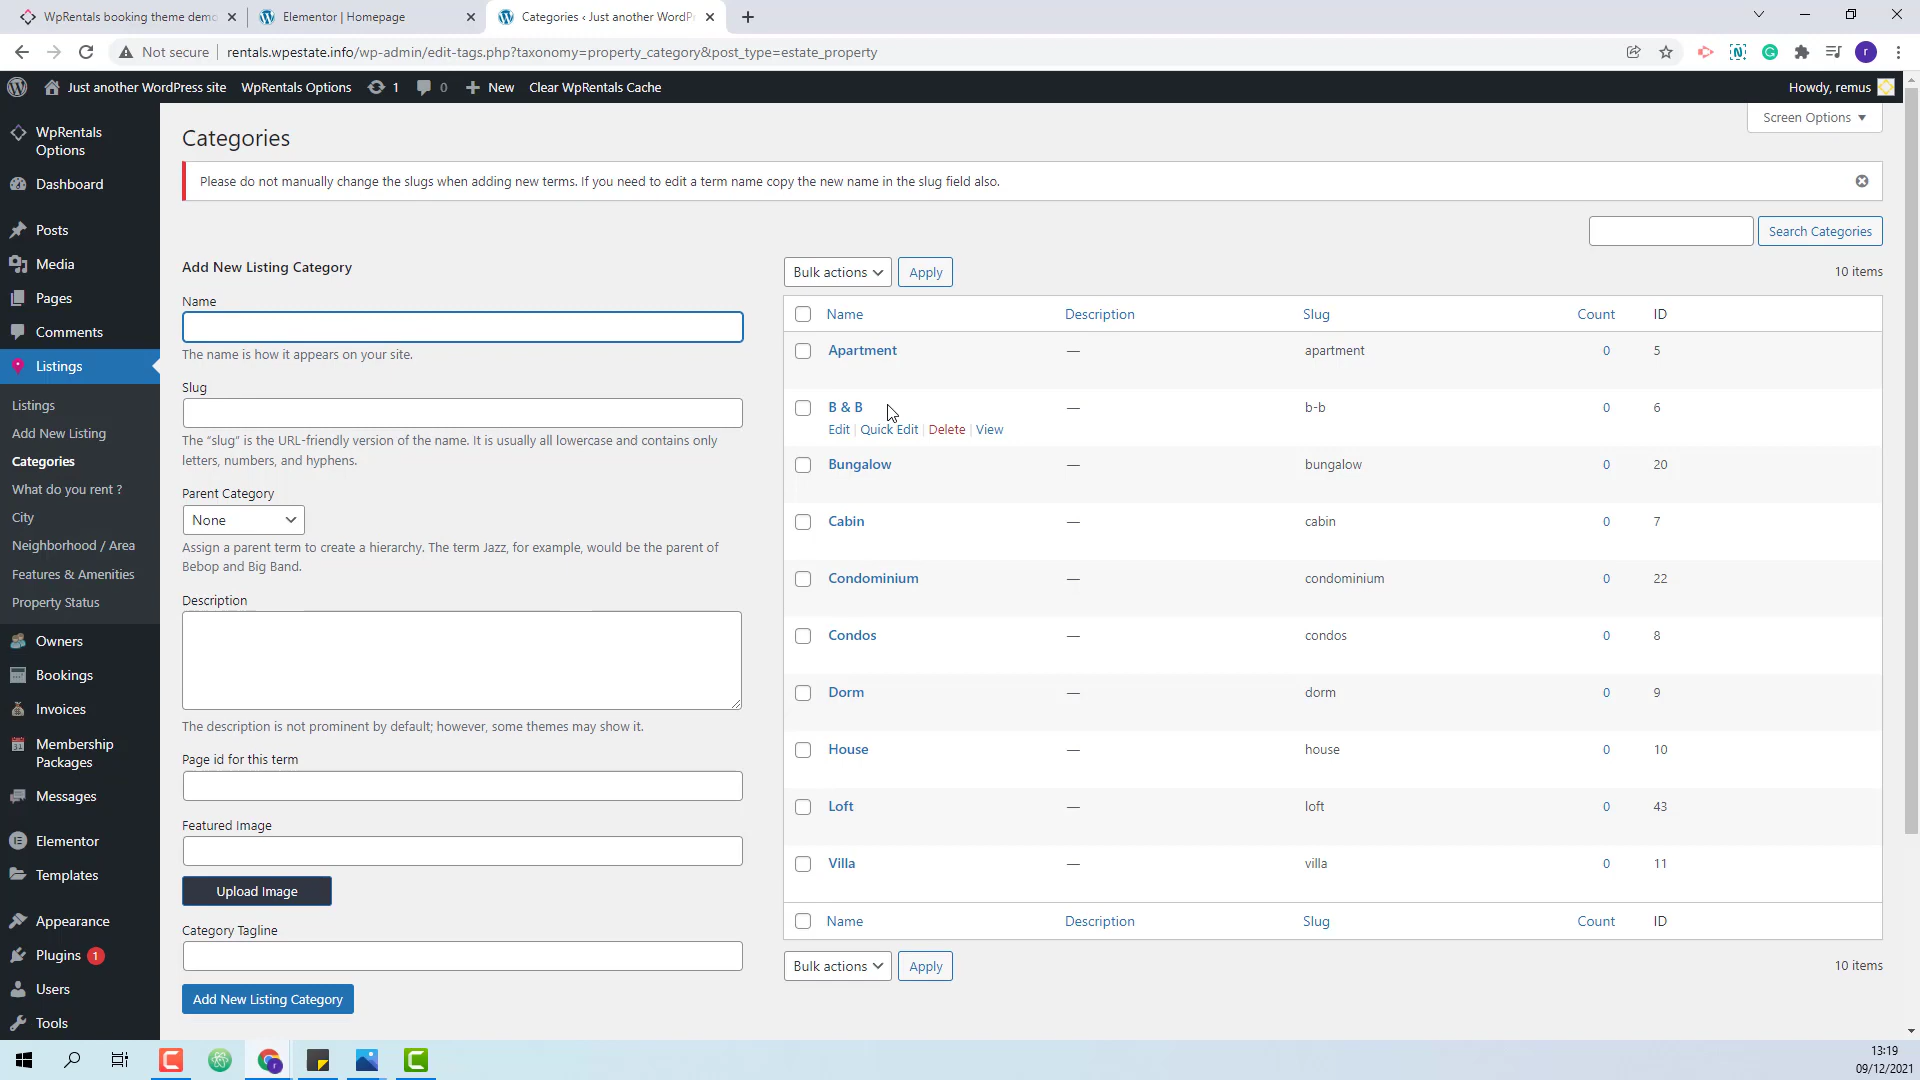 WpRentals booking theme demo
Elementor | Homepage
Categories ‹ Just another WordPr
Not secure
rentals.wpestate.info/wp-admin/edit-tags.php?taxonomy=property_category&post_type=estate_property
r
Just another WordPress site
WpRentals Options
1
0
New
Clear WpRentals Cache
Howdy, remus
WpRentals
Options
Dashboard
Posts
Media
Pages
Comments
Listings
Listings
Add New Listing
Categories
What do you rent ?
City
Neighborhood / Area
Features & Amenities
Property Status
Owners
Bookings
Invoices
Membership
Packages
Messages
Elementor
Templates
Appearance
Plugins 1
Users
Tools
Categories
Screen Options
Please do not manually change the slugs when adding new terms. If you need to edit a term name copy the new name in the slug field also.
Search Categories
Add New Listing Category
Name
The name is how it appears on your site.
Slug
The “slug” is the URL-friendly version of the name. It is usually all lowercase and contains only
letters, numbers, and hyphens.
Parent Category
None
Assign a parent term to create a hierarchy. The term Jazz, for example, would be the parent of
Bebop and Big Band.
Description
The description is not prominent by default; however, some themes may show it.
Page id for this term
Featured Image
Upload Image
Category Tagline
Add New Listing Category
Bulk actions Apply 10 items
Name Description Slug Count ID
Apartment — apartment 0 5
B & B — b-b 0 6
Edit | Quick Edit | Delete | View
Bungalow — bungalow 0 20
Cabin — cabin 0 7
Condominium — condominium 0 22
Condos — condos 0 8
Dorm — dorm 0 9
House — house 0 10
Loft — loft 0 43
Villa — villa 0 11
Name Description Slug Count ID
Bulk actions Apply 10 items
13:19
09/12/2021